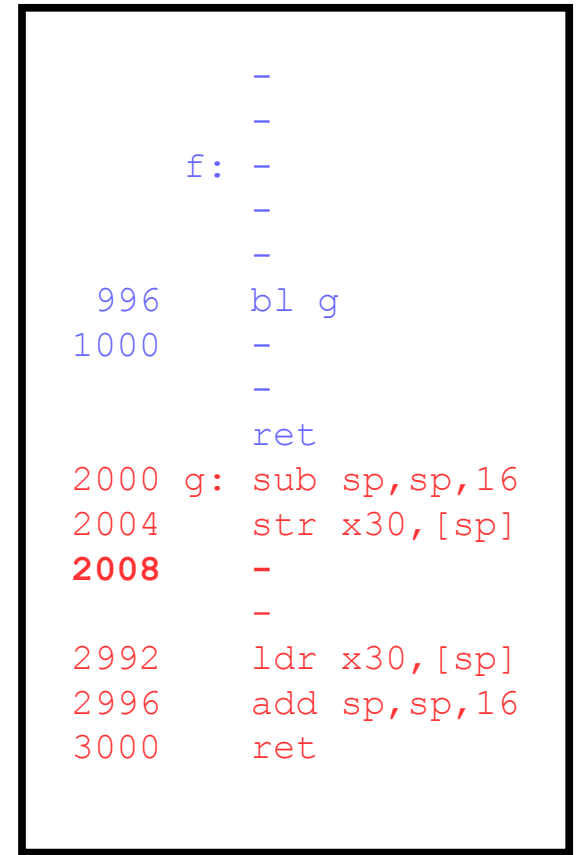 -
-
f: -
-
-
996 bl g
1000 -
-
ret
2000 g: sub sp,sp,16
2004 str x30,[sp]
2008 -
-
2992 ldr x30,[sp]
2996 add sp,sp,16
3000 ret